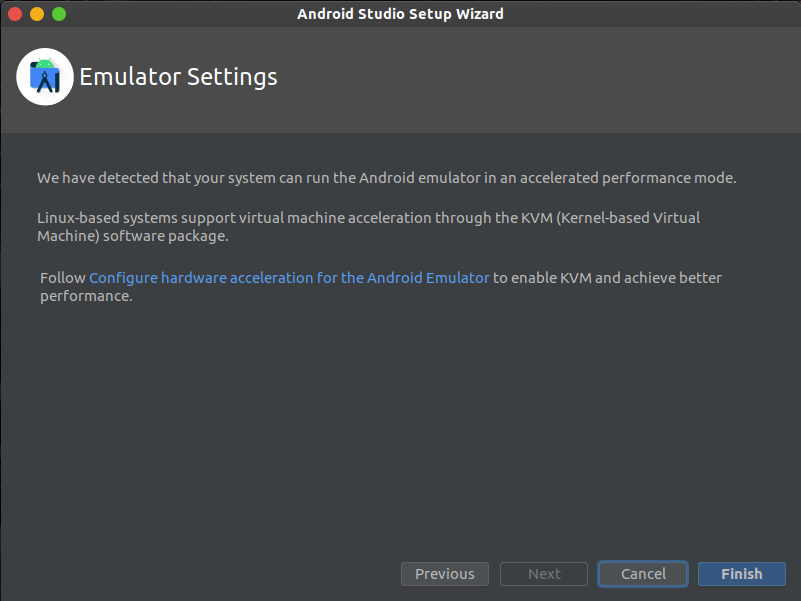 Android Studio Setup Wizard
Emulator Settings
We have detected that your system can run the Android emulator in an accelerated performance mode.
Linux-based systems support virtual machine acceleration through the KVM (Kernel-based Virtual
Machine) software package.
Follow Configure hardware acceleration for the Android Emulator to enable KVM and achieve better
performance.
Previous Next Cancel Finish